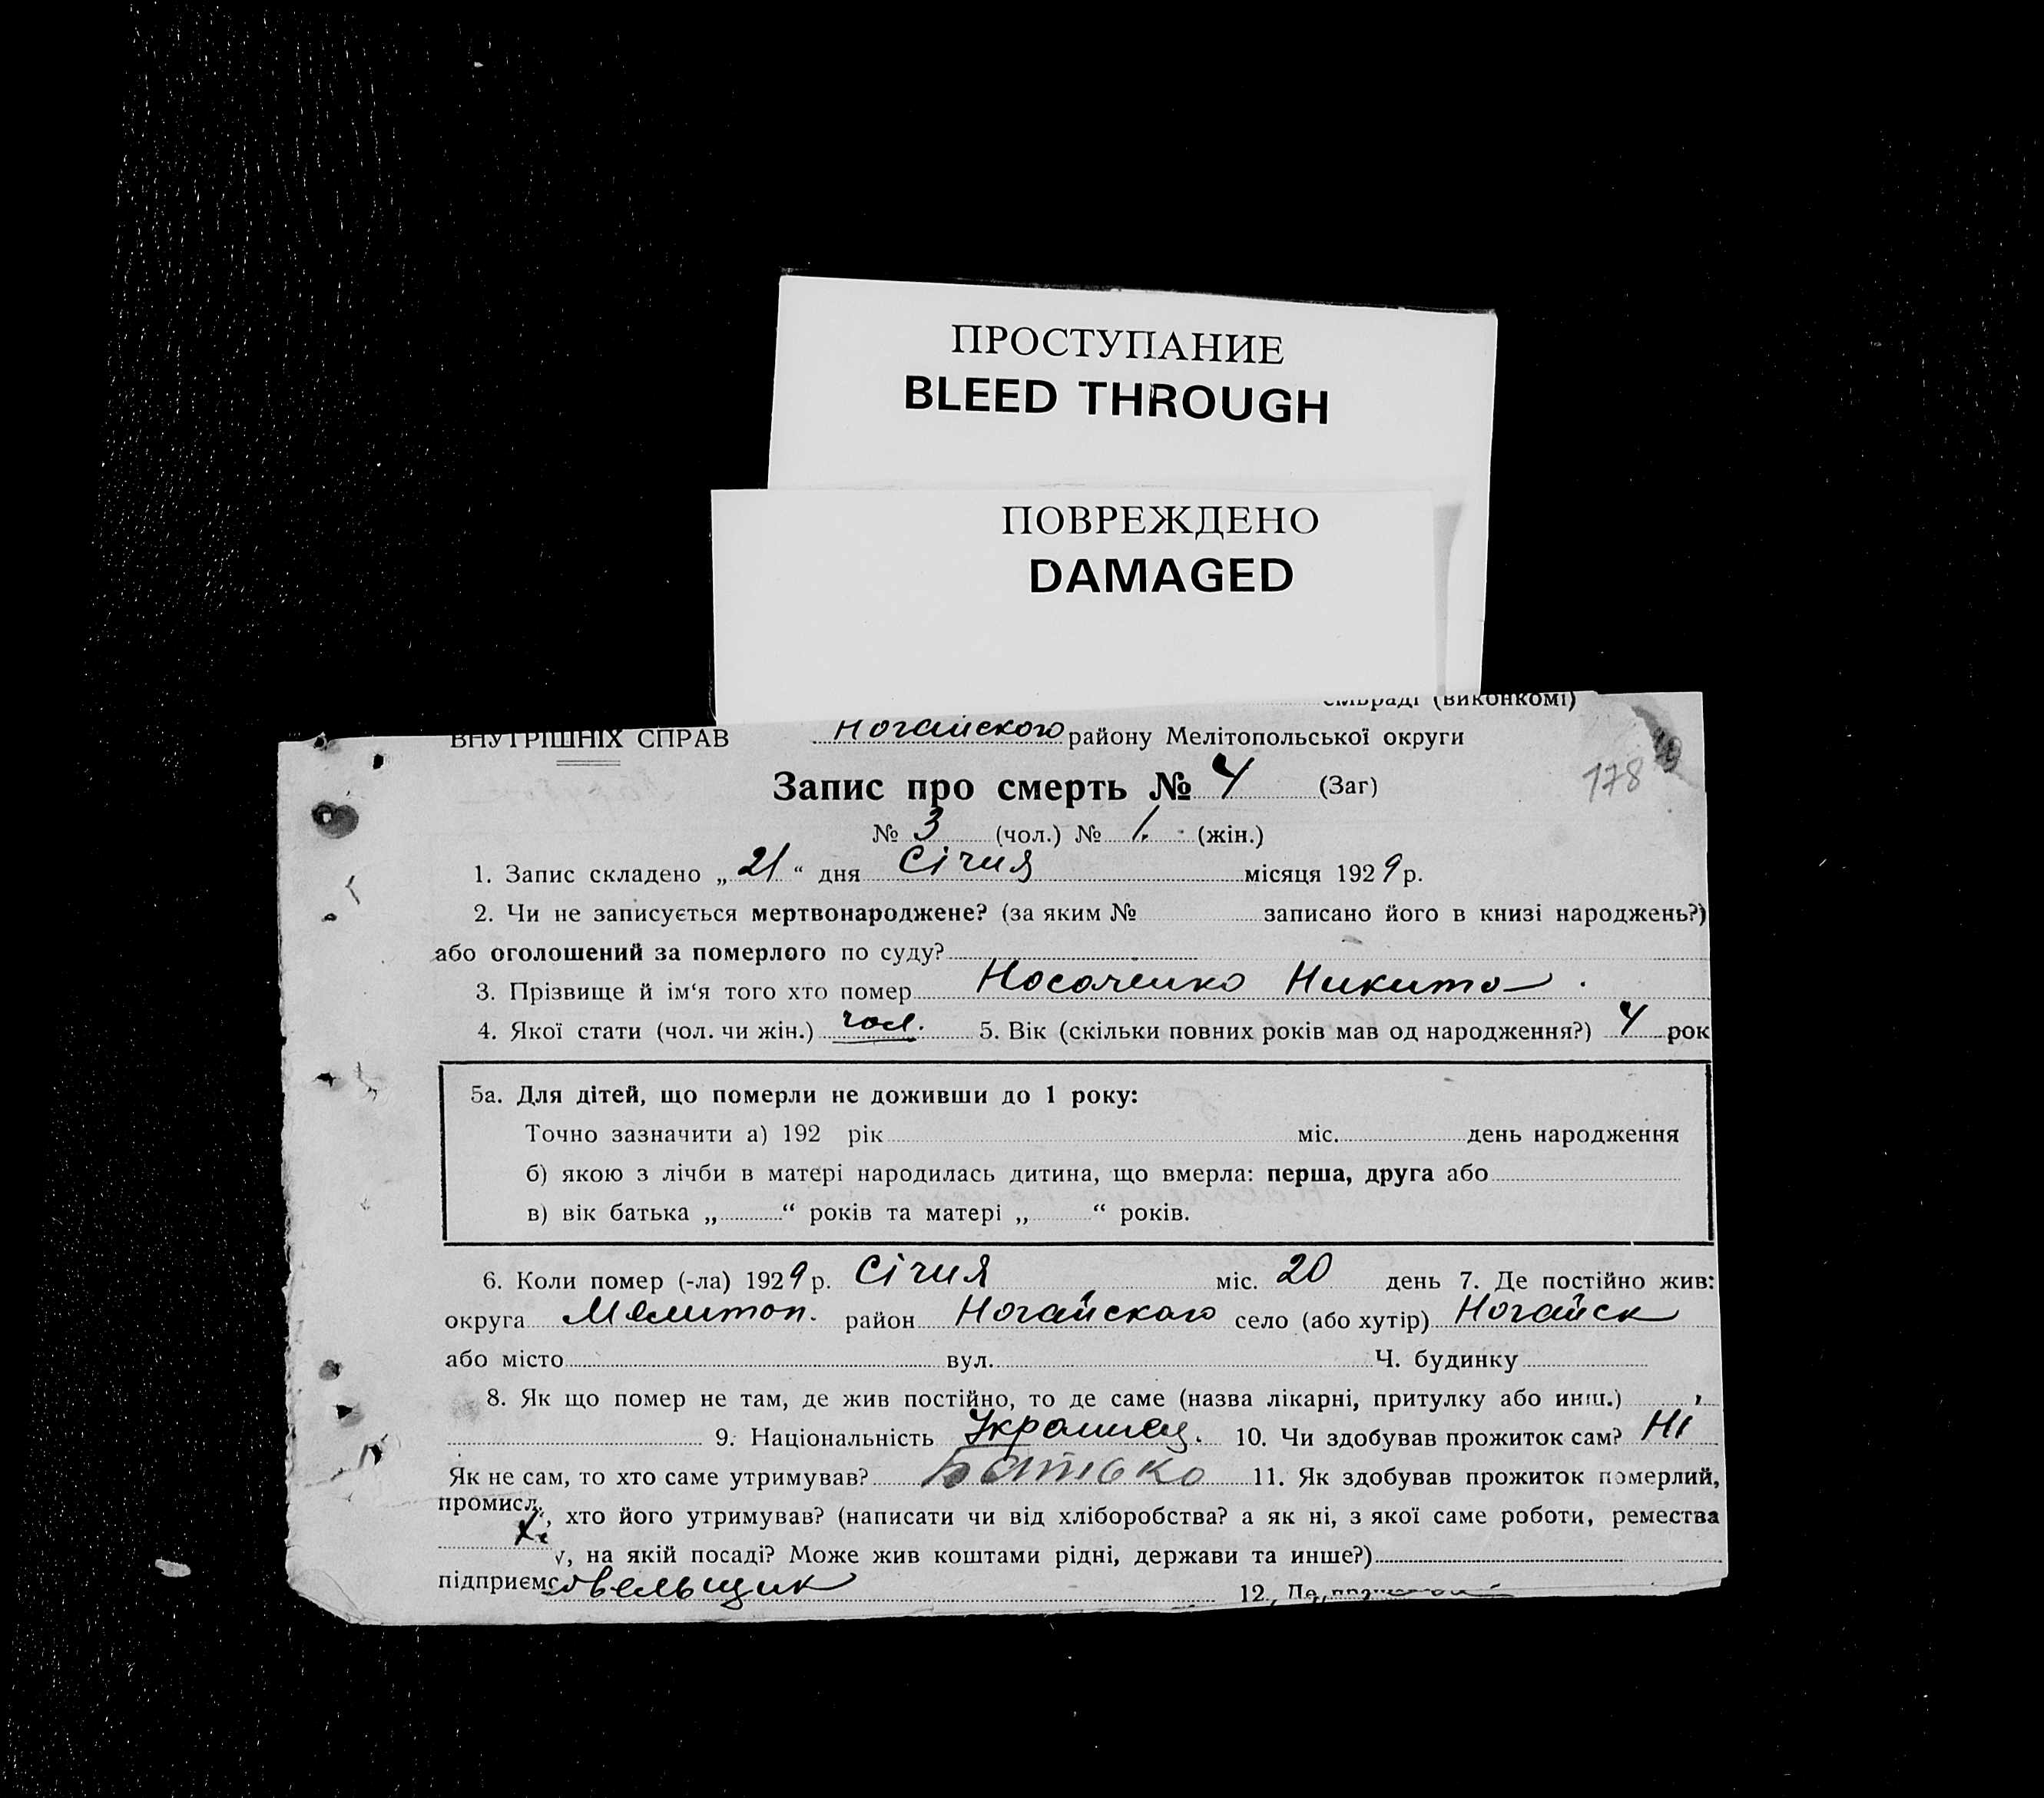 ПРОСТУПАНИЕ
BLEED THROUGH
ПОВРЕЖДЕНО
DAMAGED
(виконкомі)
ВНУТРІШНІХ СПРАВ Ногайского району Мелітопольської округи
178
Запис про смерть № 4 (Заг)
№ 3 (чол.) № 1. (жін.)
1. Запис складено „21“ дня Січня місяця 1929 р.
2. Чи не записується мертвонароджене? (за яким № записано його в книзі народжень?)
або оголошений за померлого по суду?
3. Прізвище й ім‘я того хто помер Носаченко Никита.
4. Якої стати (чол. чи жін.) чол. 5. Вік (скільки повних років мав од народження?) 4 рок
5а. Для дітей, що померли не доживши до 1 року:
Точно зазначити а) 192 рік міс. день народження
б) якою з лічби в матері народилась дитина, що вмерла: перша, друга або
в) вік батька „ “ років та матері „ “ років.
6. Коли помер (-ла) 1929 р. Січня міс. 20 день 7. Де постійно жив:
округа Мелитоп. район Ногайского село (або хутір) Ногайск
або місто вул. Ч. будинку
8. Як що помер не там, де жив постійно, то де саме (назва лікарні, притулку або инш.)
9. Національність Украинец. 10. Чи здобував прожиток сам? Ні
Як не сам, то хто саме утримував? Батько 11. Як здобував прожиток померлий,
промисл.
, хто його утримував? (написати чи від хліборобства? а як ні, з якої саме роботи, ремества
, на якій посаді? Може жив коштами рідні, держави та инше?)
підприємс
12.